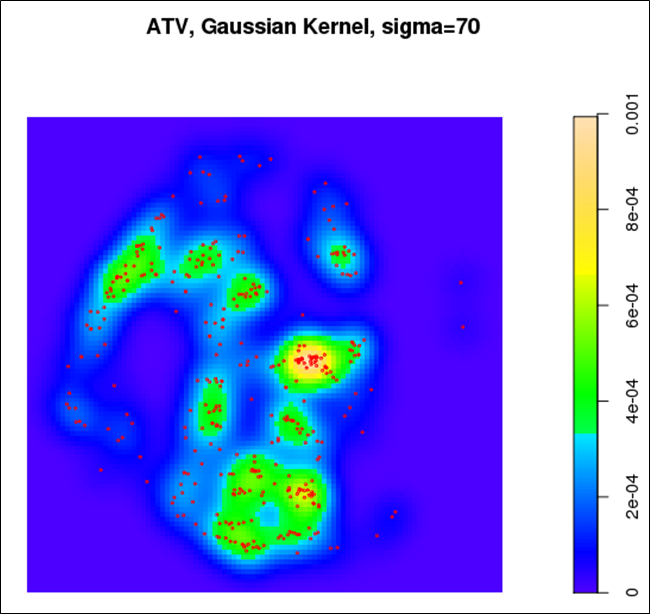 ATV, Gaussian Kernel, sigma=70
0.001
8e-04
6e-04
4e-04
2e-04
0